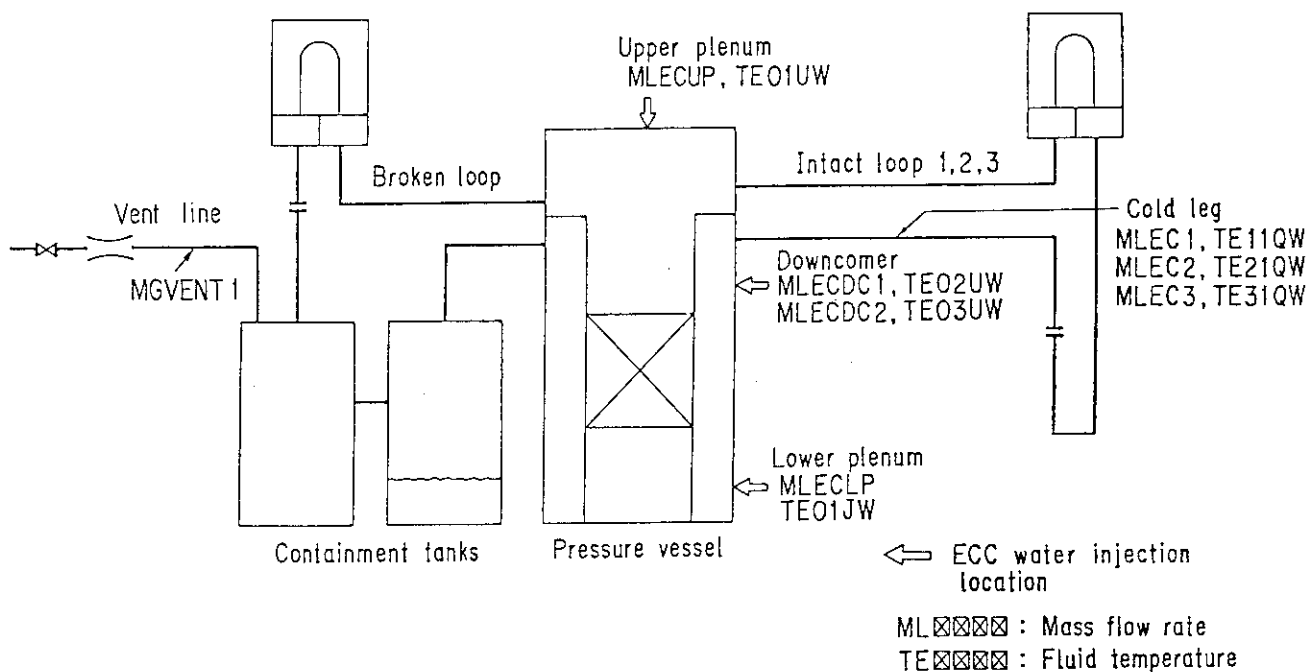 Upper plenum
MLECUP, TE01UW
Broken loop
Intact loop 1,2,3
Vent line
MGVENT1
Cold leg
MLEC1, TE11QW
MLEC2, TE21QW
MLEC3, TE31QW
Downcomer
MLECDC1, TE02UW
MLECDC2, TE03UW
Lower plenum
MLECLP
TE01JW
Containment tanks
Pressure vessel
ECC water injection
location
ML☒☒☒☒ : Mass flow rate
TE☒☒☒☒ : Fluid temperature